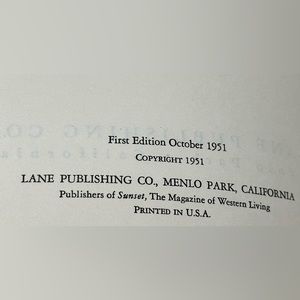 First Edition October 1951
COPYRIGHT 1951
LANE PUBLISHING CO., MENLO PARK, CALIFORNIA
Publishers of Sunset, The Magazine of Western Living
PRINTED IN U.S.A.